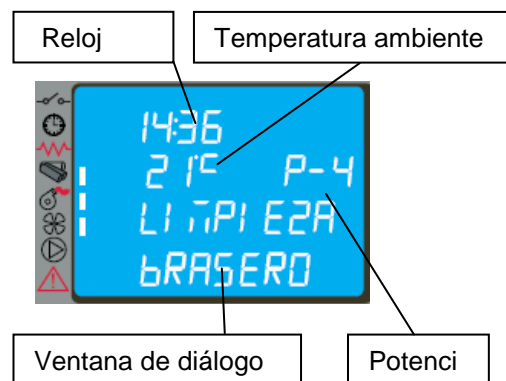 Reloj
Temperatura ambiente
14:36
21°C P-4
LIMPIEZA
bRASERO
Ventana de diálogo
Potenci